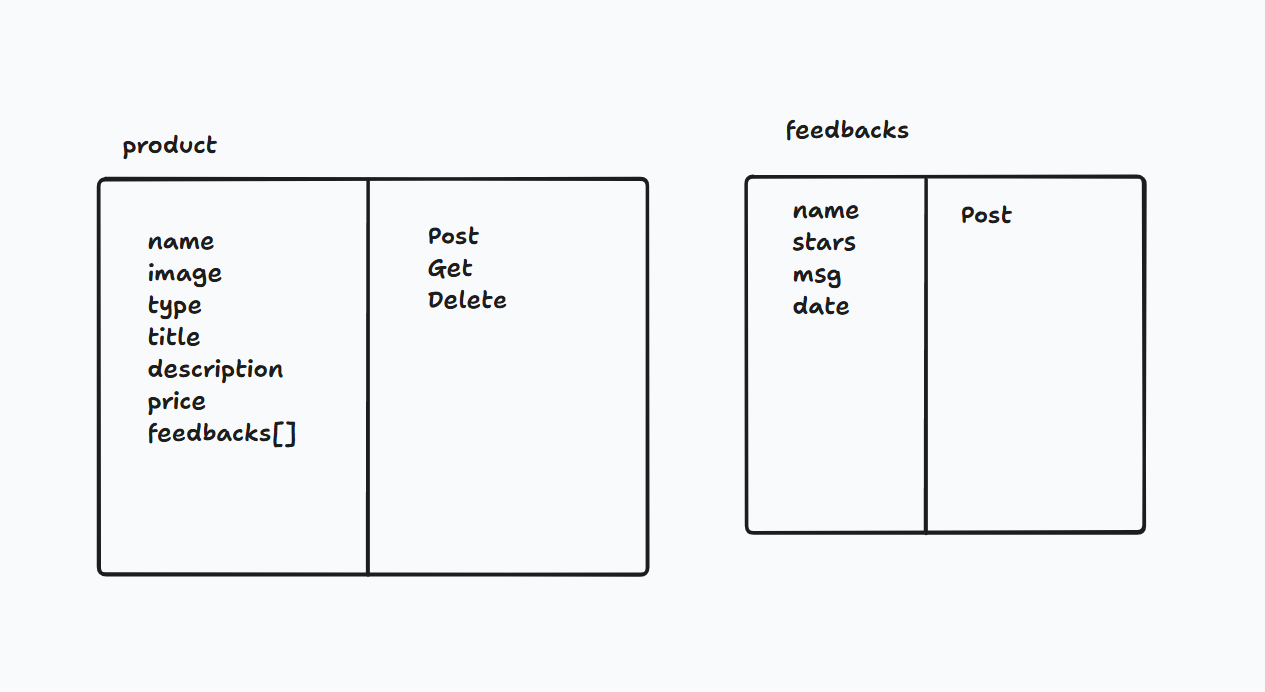 product
name
image
type
title
description
price
feedbacks[]
Post
Get
Delete
feedbacks
name
stars
msg
date
Post